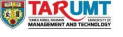 TARUMT
TUNKU ABDUL RAHMAN UNIVERSITY OF
MANAGEMENT AND TECHNOLOGY